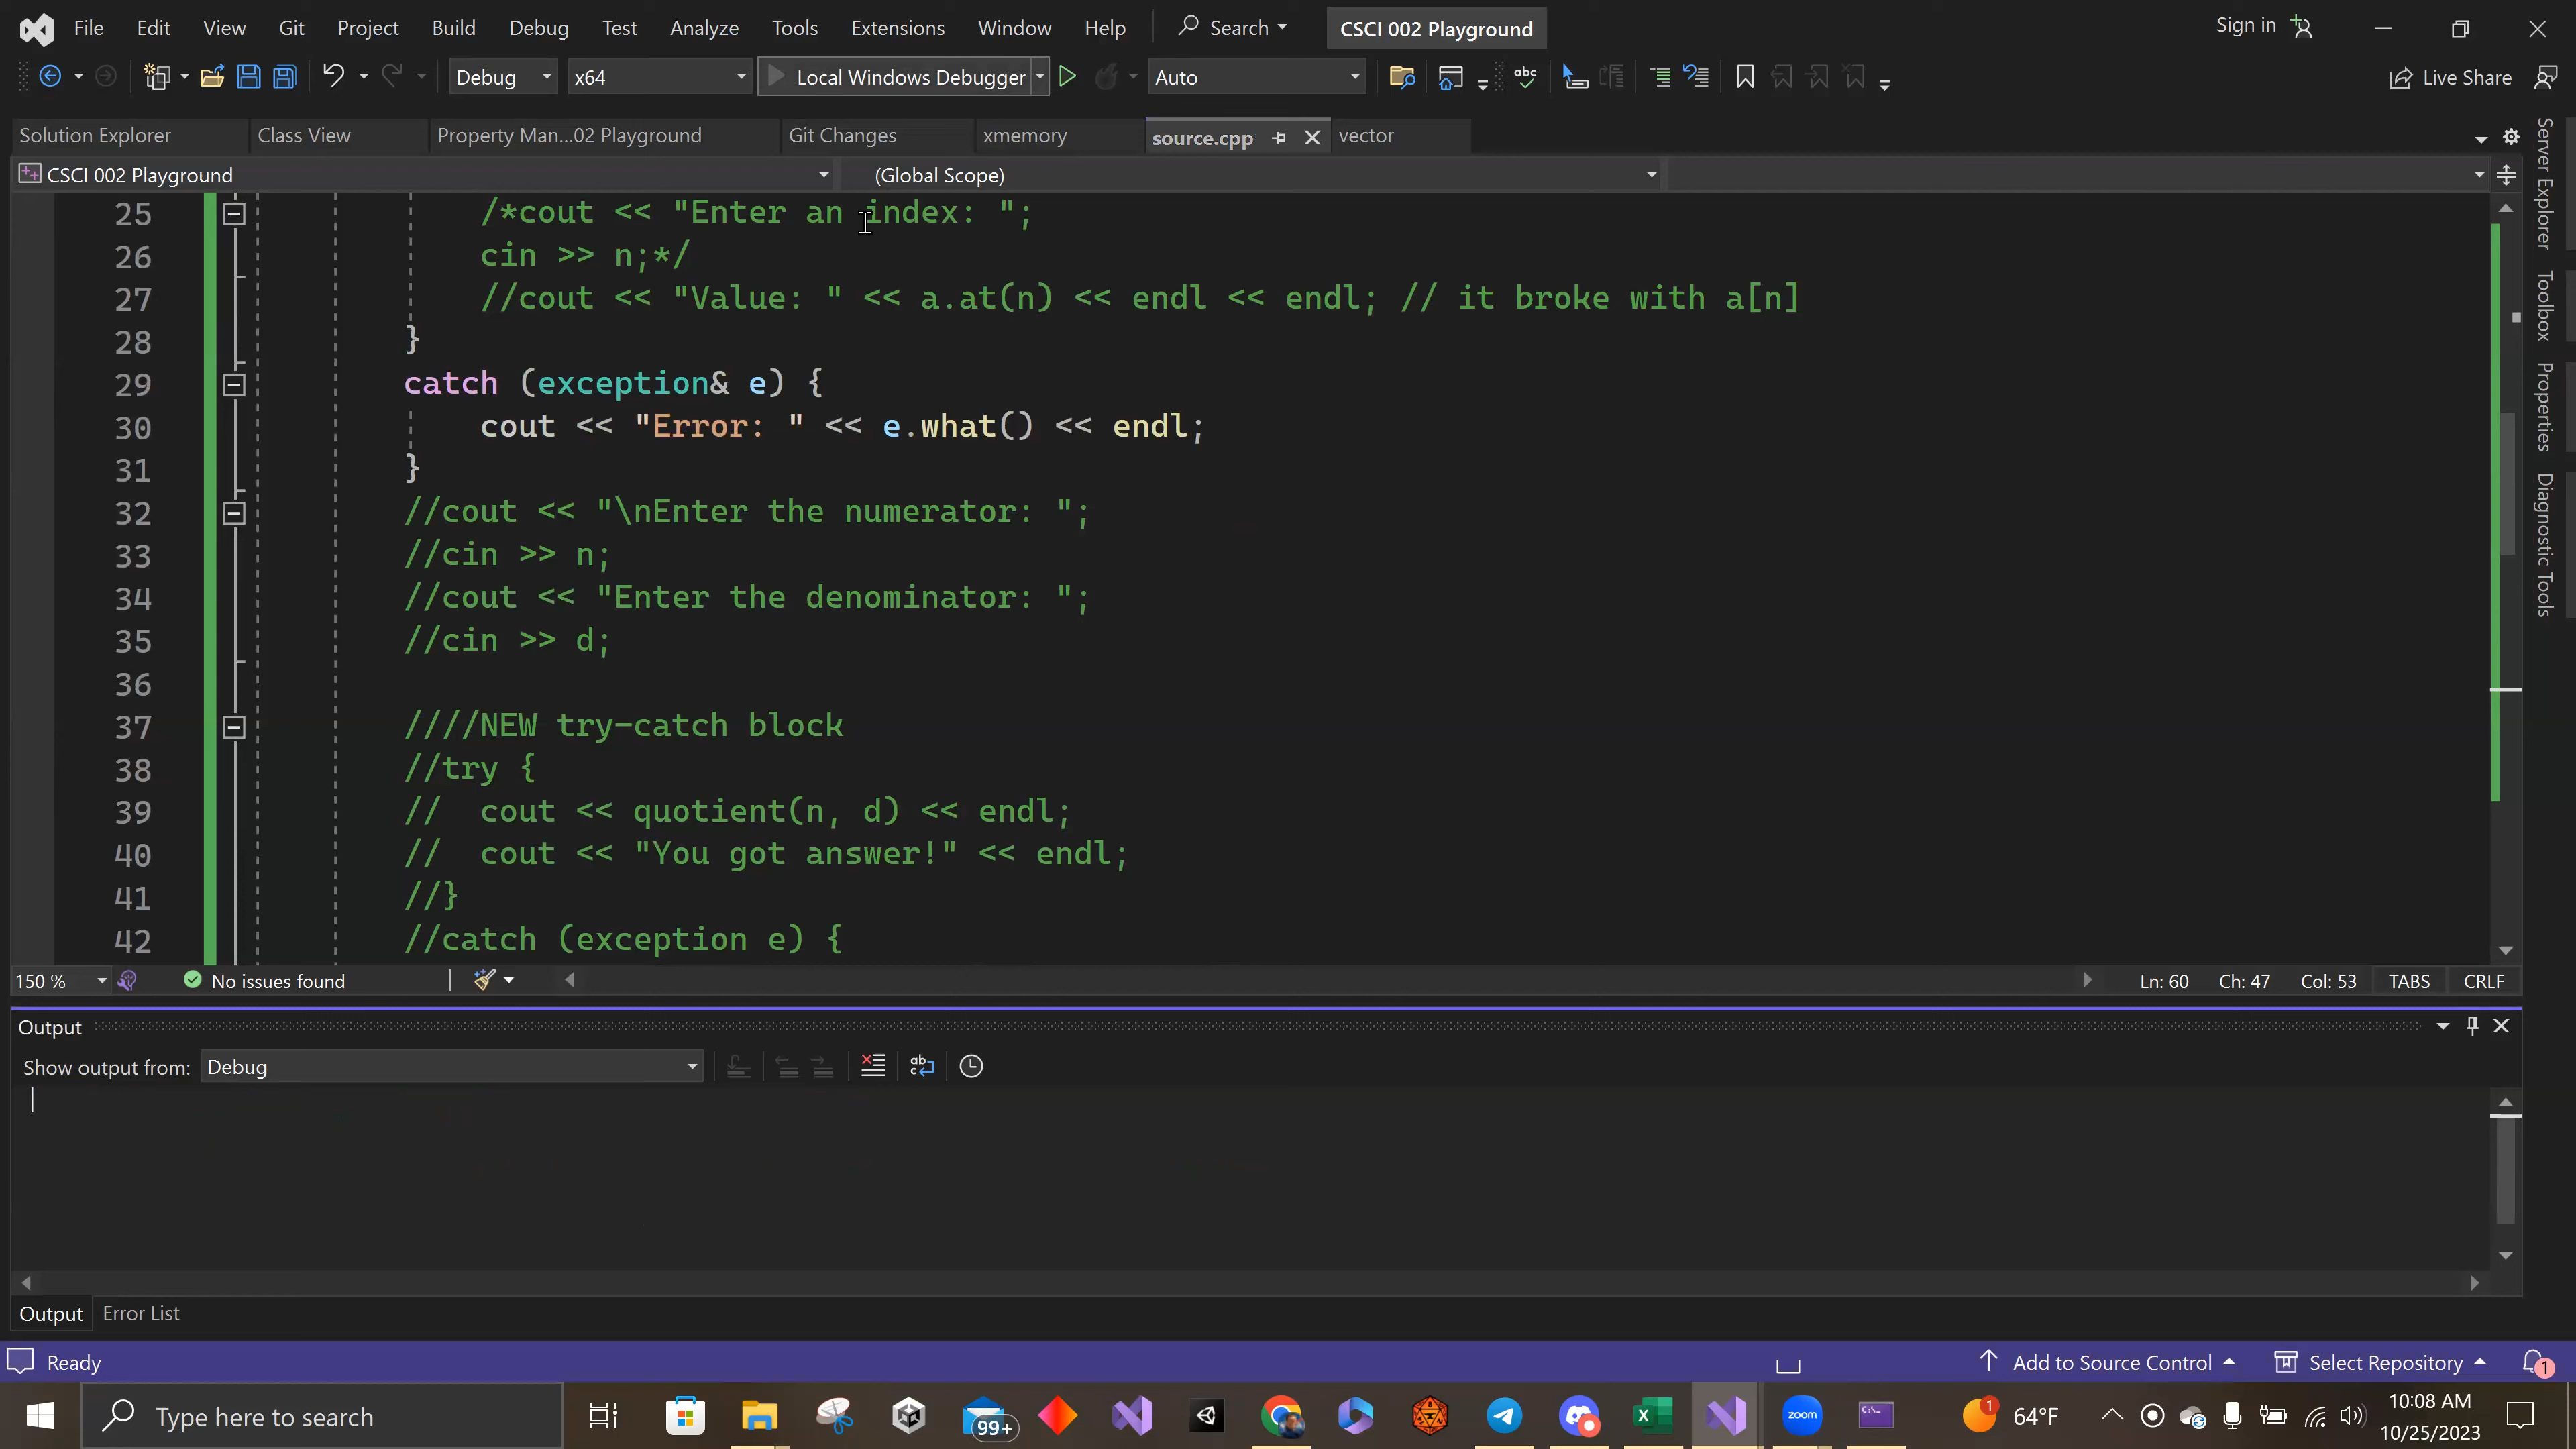 File Edit View Git Project Build Debug Test Analyze Tools Extensions Window Help Search CSCI 002 Playground Sign in
Debug x64 Local Windows Debugger Auto Live Share
Solution Explorer Class View Property Man...02 Playground Git Changes xmemory source.cpp vector
CSCI 002 Playground (Global Scope)
25 /*cout << "Enter an index: ";
26 cin >> n;*/
27 //cout << "Value: " << a.at(n) << endl << endl; // it broke with a[n]
28 }
29 catch (exception& e) {
30 cout << "Error: " << e.what() << endl;
31 }
32 //cout << "\nEnter the numerator: ";
33 //cin >> n;
34 //cout << "Enter the denominator: ";
35 //cin >> d;
36
37 ////NEW try-catch block
38 //try {
39 // cout << quotient(n, d) << endl;
40 // cout << "You got answer!" << endl;
41 //}
42 //catch (exception e) {
Server Explorer
Toolbox
Properties
Diagnostic Tools
150 % No issues found Ln: 60 Ch: 47 Col: 53 TABS CRLF
Output
Show output from: Debug
Output Error List
Ready Add to Source Control Select Repository 1
Type here to search 99+ zoom 1 64°F 10:08 AM
10/25/2023